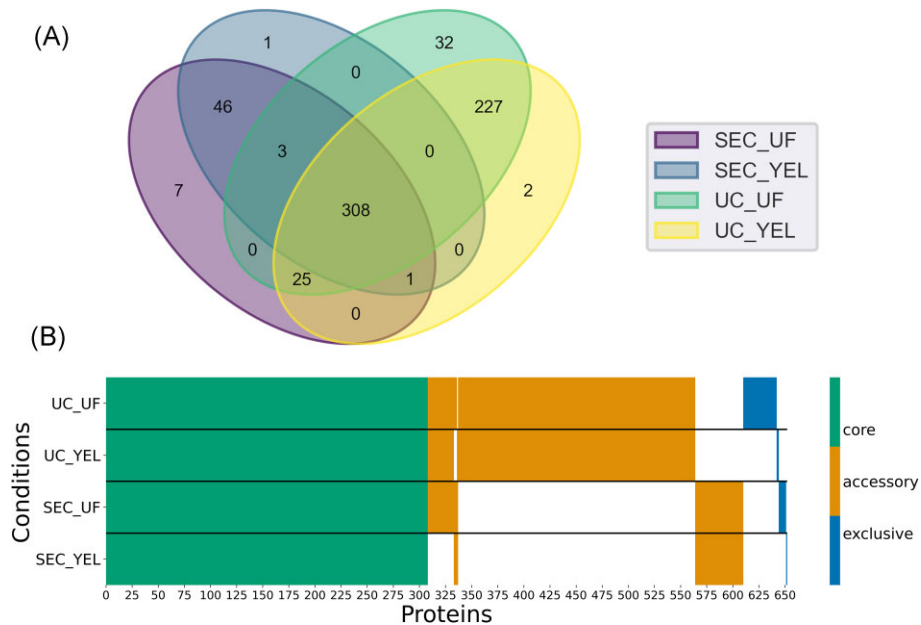 (A)
1
32
0
46
227
3
0
7
2
308
0
0
25
1
0
SEC_UF
SEC_YEL
UC_UF
UC_YEL
(B)
Conditions
UC_UF
UC_YEL
SEC_UF
SEC_YEL
0 25 50 75 100 125 150 175 200 225 250 275 300 325 350 375 400 425 450 475 500 525 550 575 600 625 650
Proteins
core
accessory
exclusive